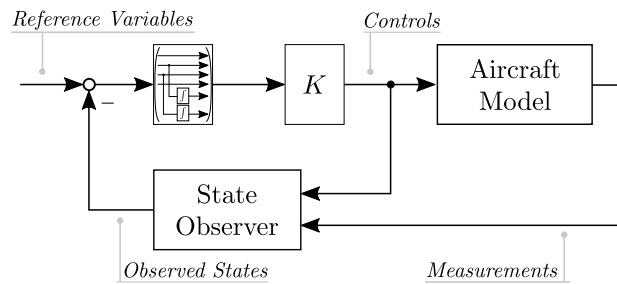 Reference Variables
Controls
−
∫
∫
K
Aircraft
Model
State
Observer
Observed States
Measurements